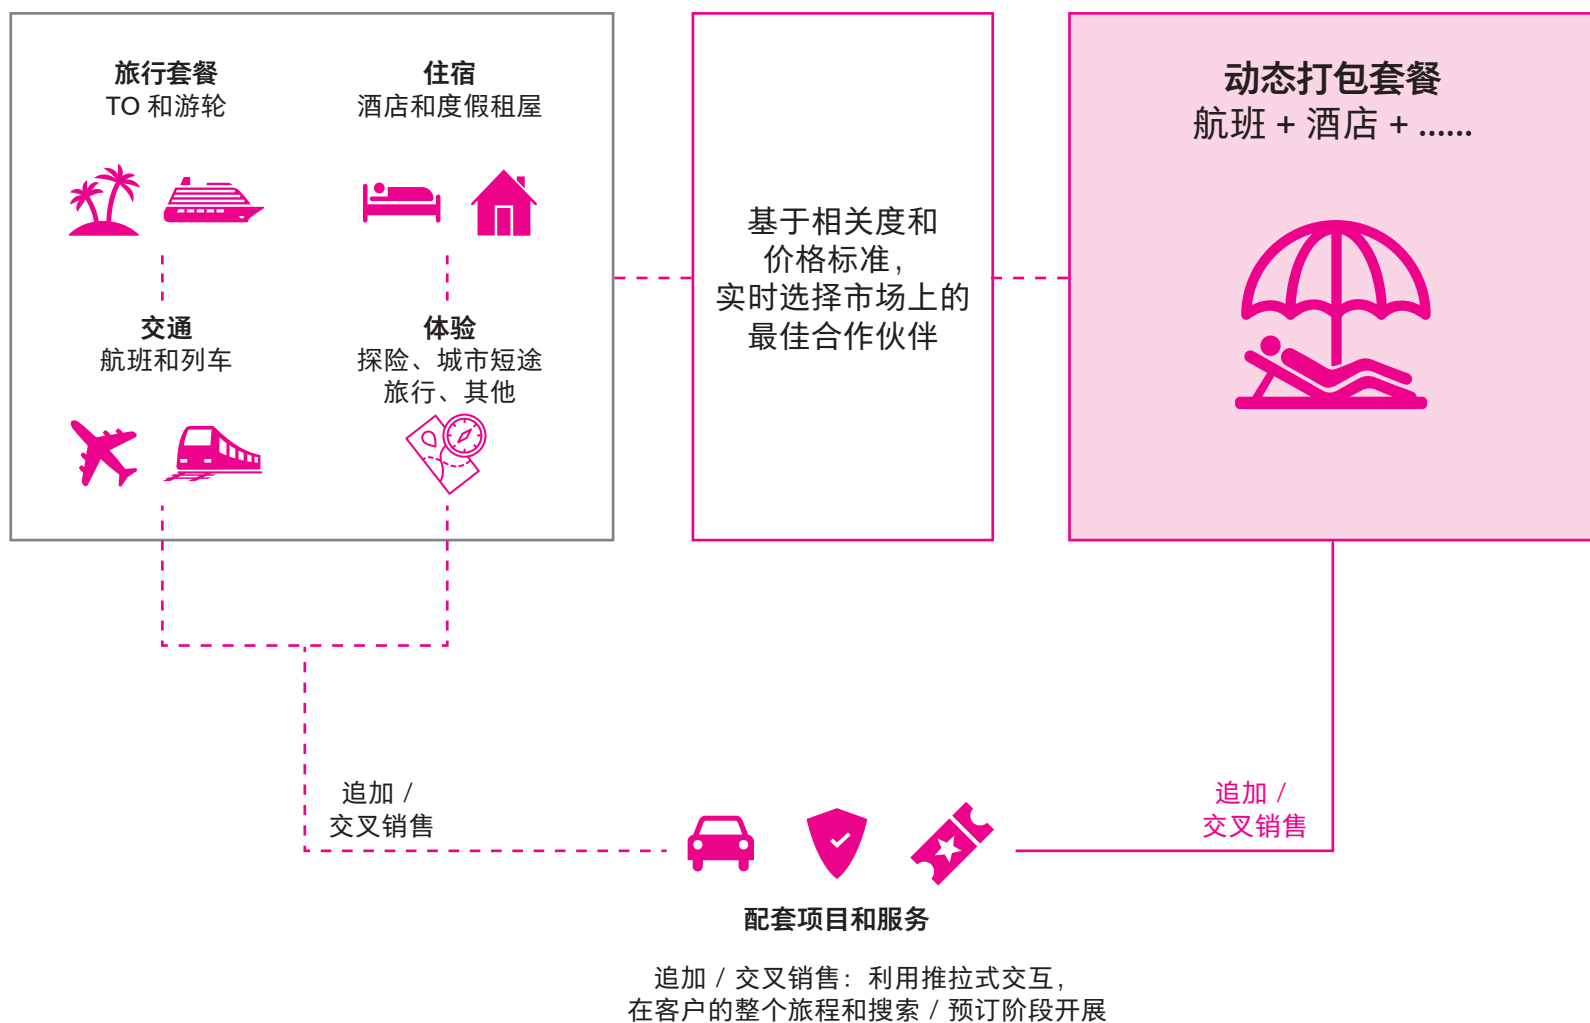 旅行套餐
TO 和游轮
住宿
酒店和度假租屋
交通
航班和列车
体验
探险、城市短途
旅行、其他
基于相关度和
价格标准，
实时选择市场上的
最佳合作伙伴
动态打包套餐
航班 + 酒店 + ......
追加 /
交叉销售
追加 /
交叉销售
配套项目和服务
追加 / 交叉销售：利用推拉式交互，
在客户的整个旅程和搜索 / 预订阶段开展